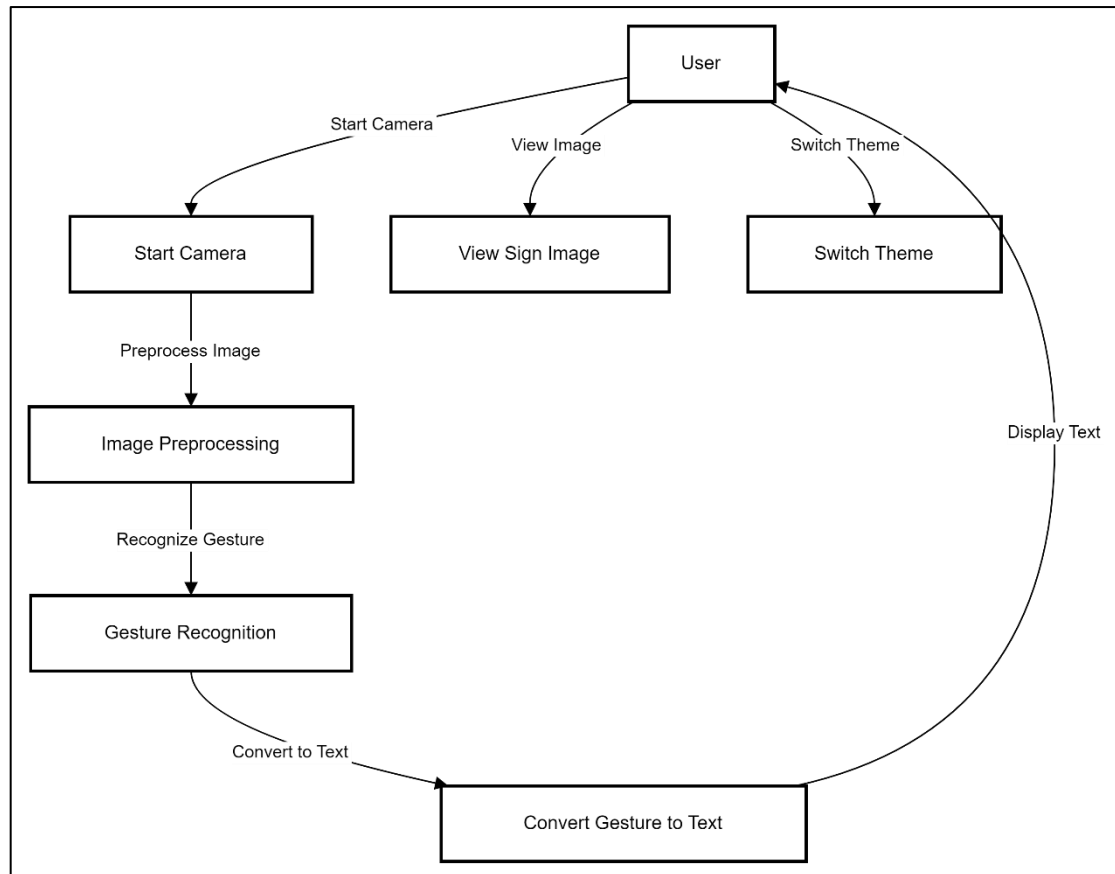 User
Start Camera
View Image
Switch Theme
Start Camera
View Sign Image
Switch Theme
Preprocess Image
Image Preprocessing
Display Text
Recognize Gesture
Gesture Recognition
Convert to Text
Convert Gesture to Text